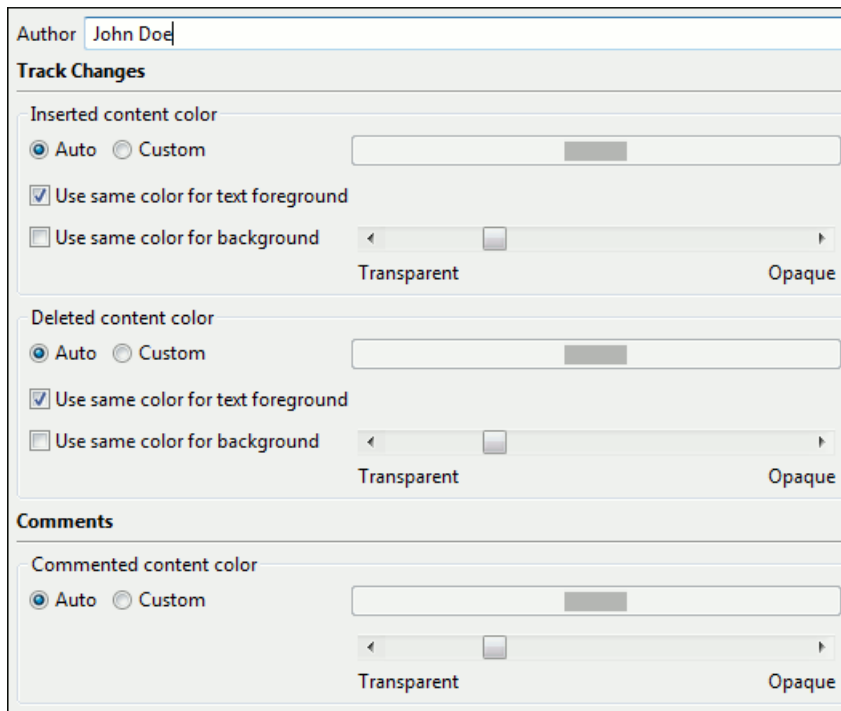 Author John Doe
Track Changes
Inserted content color
Auto Custom
Use same color for text foreground
Use same color for background
Transparent Opaque
Deleted content color
Auto Custom
Use same color for text foreground
Use same color for background
Transparent Opaque
Comments
Commented content color
Auto Custom
Transparent Opaque